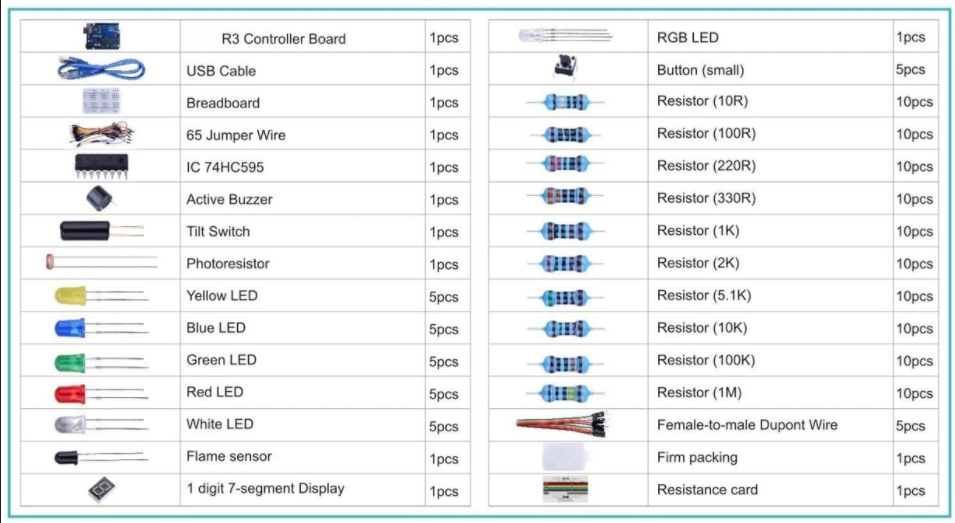 R3 Controller Board 1pcs
USB Cable 1pcs
Breadboard 1pcs
65 Jumper Wire 1pcs
IC 74HC595 1pcs
Active Buzzer 1pcs
Tilt Switch 1pcs
Photoresistor 1pcs
Yellow LED 5pcs
Blue LED 5pcs
Green LED 5pcs
Red LED 5pcs
White LED 5pcs
Flame sensor 1pcs
1 digit 7-segment Display 1pcs
RGB LED 1pcs
Button (small) 5pcs
Resistor (10R) 10pcs
Resistor (100R) 10pcs
Resistor (220R) 10pcs
Resistor (330R) 10pcs
Resistor (1K) 10pcs
Resistor (2K) 10pcs
Resistor (5.1K) 10pcs
Resistor (10K) 10pcs
Resistor (100K) 10pcs
Resistor (1M) 10pcs
Female-to-male Dupont Wire 5pcs
Firm packing 1pcs
Resistance card 1pcs